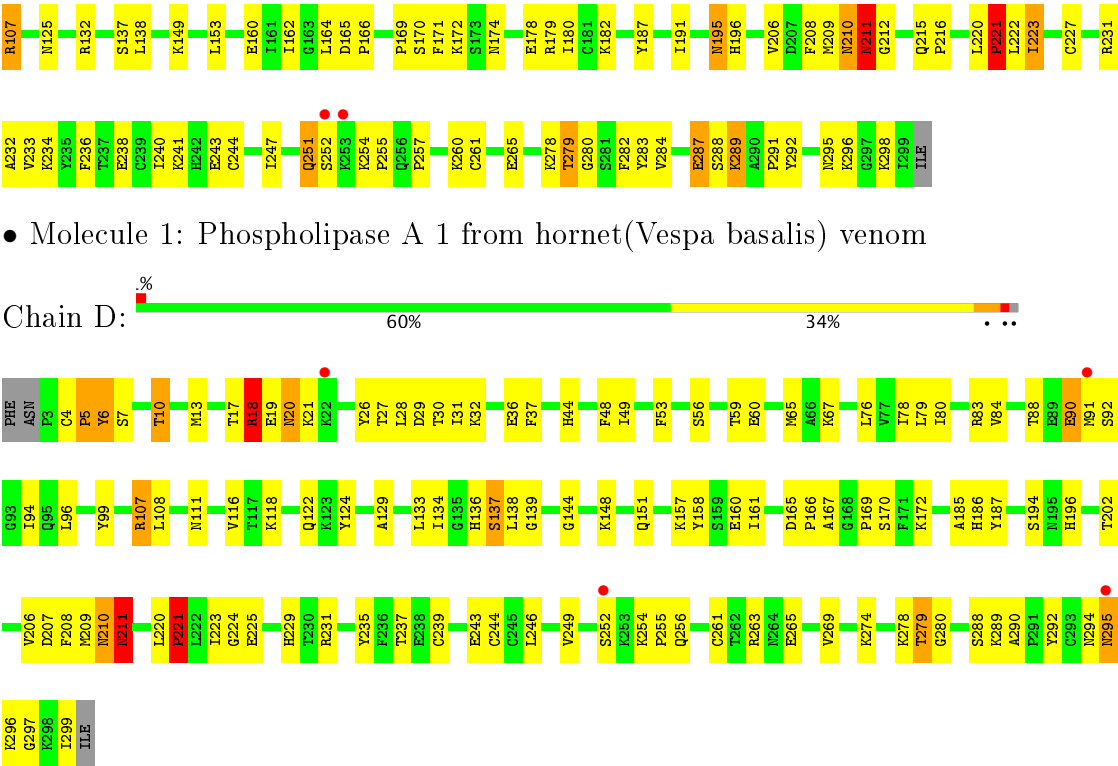 R107 N125 R132 S137 L138 K149 L153 E160 I161 I162 G163 L164 D165 P166 P169 S170 F171 K172 S173 N174 E178 R179 I180 C181 K182 Y187 I191 N195 H196 V206 D207 F208 M209 N210 N211 G212 Q215 P216 L220 P221 L222 I223 C227 R231
A232 V233 K234 Y235 F236 T237 E238 C239 I240 K241 H242 E243 C244 I247 Q251 S252 K253 K254 P255 Q256 P257 K260 C261 E265 K278 T279 G280 S281 F282 Y283 V284 E287 S288 K289 A290 P291 Y292 N295 K296 G297 K298 I299 ILE
• Molecule 1: Phospholipase A 1 from hornet(Vespa basalis) venom
.%
Chain D:
60% 34% • ••
PHE ASN P3 C4 P5 Y6 S7 T10 M13 T17 R18 E19 N20 K21 K22 Y26 T27 L28 D29 T30 I31 K32 E36 F37 H44 F48 I49 F53 S56 T59 E60 M65 A66 K67 L76 V77 I78 L79 I80 R83 V84 T88 E89 E90 M91 S92
G93 I94 Q95 L96 Y99 R107 L108 N111 V116 T117 K118 Q122 K123 Y124 A129 L133 I134 G135 H136 S137 L138 G139 G144 K148 Q151 K157 Y158 S159 E160 I161 D165 P166 A167 G168 P169 S170 F171 K172 A185 H186 Y187 S194 N195 H196 T202
V206 D207 F208 M209 N210 N211 L220 P221 L222 I223 G224 E225 H229 T230 R231 Y235 F236 T237 E238 C239 E243 C244 C245 L246 V249 S252 K253 K254 P255 Q256 C261 T262 R263 N264 E265 V269 K274 K278 T279 G280 S288 K289 A290 P291 Y292 C293 N294 N295
K296 G297 K298 I299 ILE